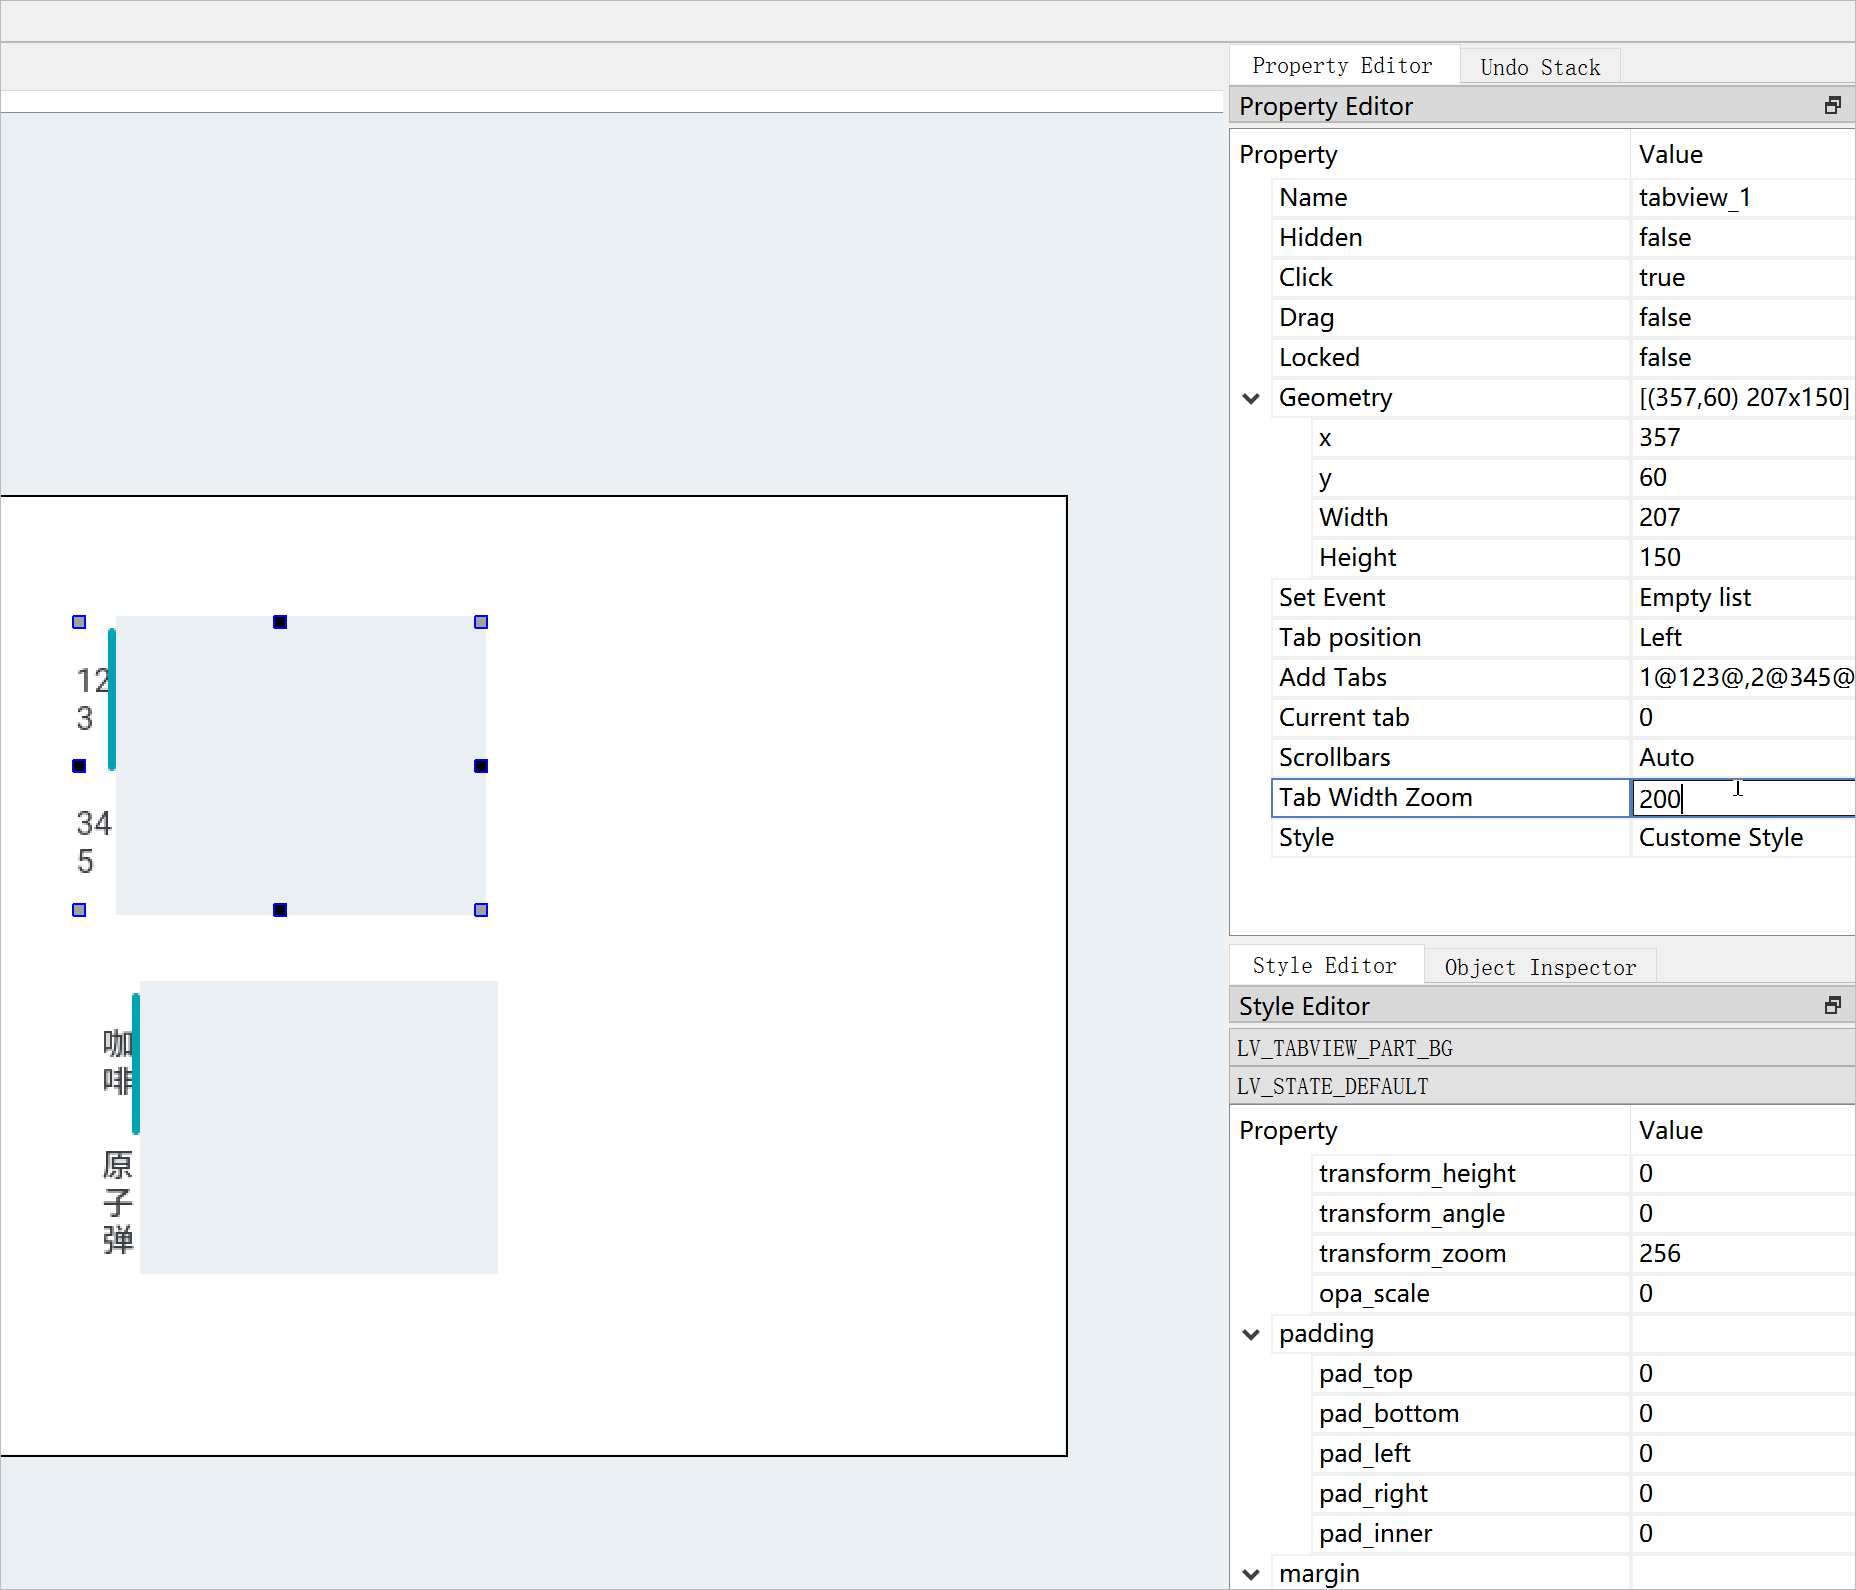 Property Editor
Undo Stack
Property Editor
Property Value
Name tabview_1
Hidden false
Click true
Drag false
Locked false
Geometry [(357,60) 207x150]
x 357
y 60
Width 207
Height 150
Set Event Empty list
Tab position Left
Add Tabs 1@123@,2@345@
Current tab 0
Scrollbars Auto
Tab Width Zoom 200
Style Custome Style
12
3
34
5
咖
啡
原
子
弹
Style Editor
Object Inspector
Style Editor
LV_TABVIEW_PART_BG
LV_STATE_DEFAULT
Property Value
transform_height 0
transform_angle 0
transform_zoom 256
opa_scale 0
padding
pad_top 0
pad_bottom 0
pad_left 0
pad_right 0
pad_inner 0
margin